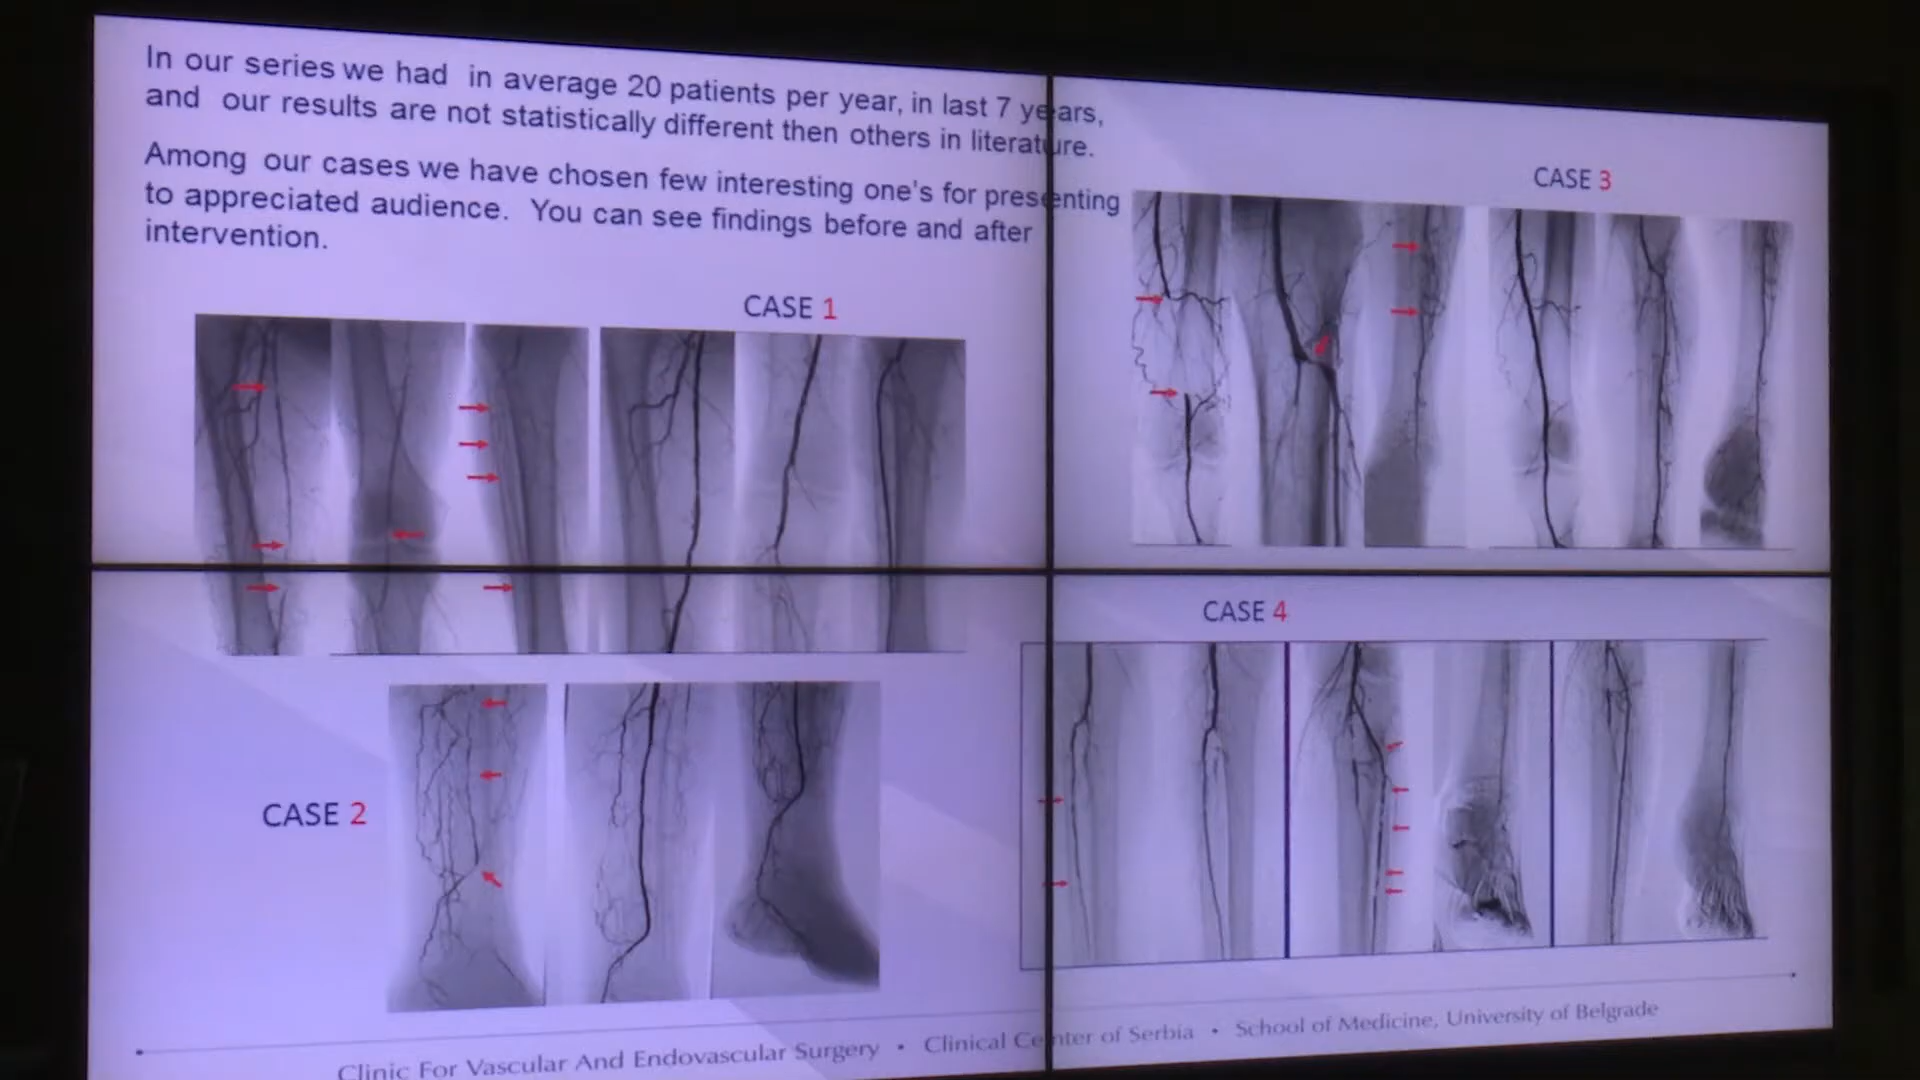 In our series we had in average 20 patients per year, in last 7 years,
and our results are not statistically different then others in literature.
Among our cases we have chosen few interesting one's for presenting
to appreciated audience. You can see findings before and after
intervention.
CASE 1
CASE 3
CASE 2
CASE 4
Clinic For Vascular And Endovascular Surgery • Clinical Center of Serbia • School of Medicine, University of Belgrade